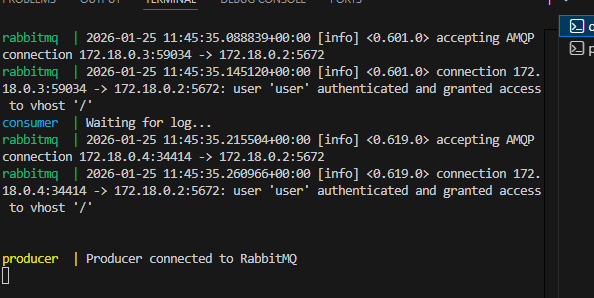 PROBLEMS OUTPUT TERMINAL DEBUG CONSOLE PORTS
rabbitmq | 2026-01-25 11:45:35.088839+00:00 [info] <0.601.0> accepting AMQP
connection 172.18.0.3:59034 -> 172.18.0.2:5672
rabbitmq | 2026-01-25 11:45:35.145120+00:00 [info] <0.601.0> connection 172.
18.0.3:59034 -> 172.18.0.2:5672: user 'user' authenticated and granted access
to vhost '/'
consumer | Waiting for log...
rabbitmq | 2026-01-25 11:45:35.215504+00:00 [info] <0.619.0> accepting AMQP
connection 172.18.0.4:34414 -> 172.18.0.2:5672
rabbitmq | 2026-01-25 11:45:35.260966+00:00 [info] <0.619.0> connection 172.
18.0.4:34414 -> 172.18.0.2:5672: user 'user' authenticated and granted access
to vhost '/'
producer | Producer connected to RabbitMQ